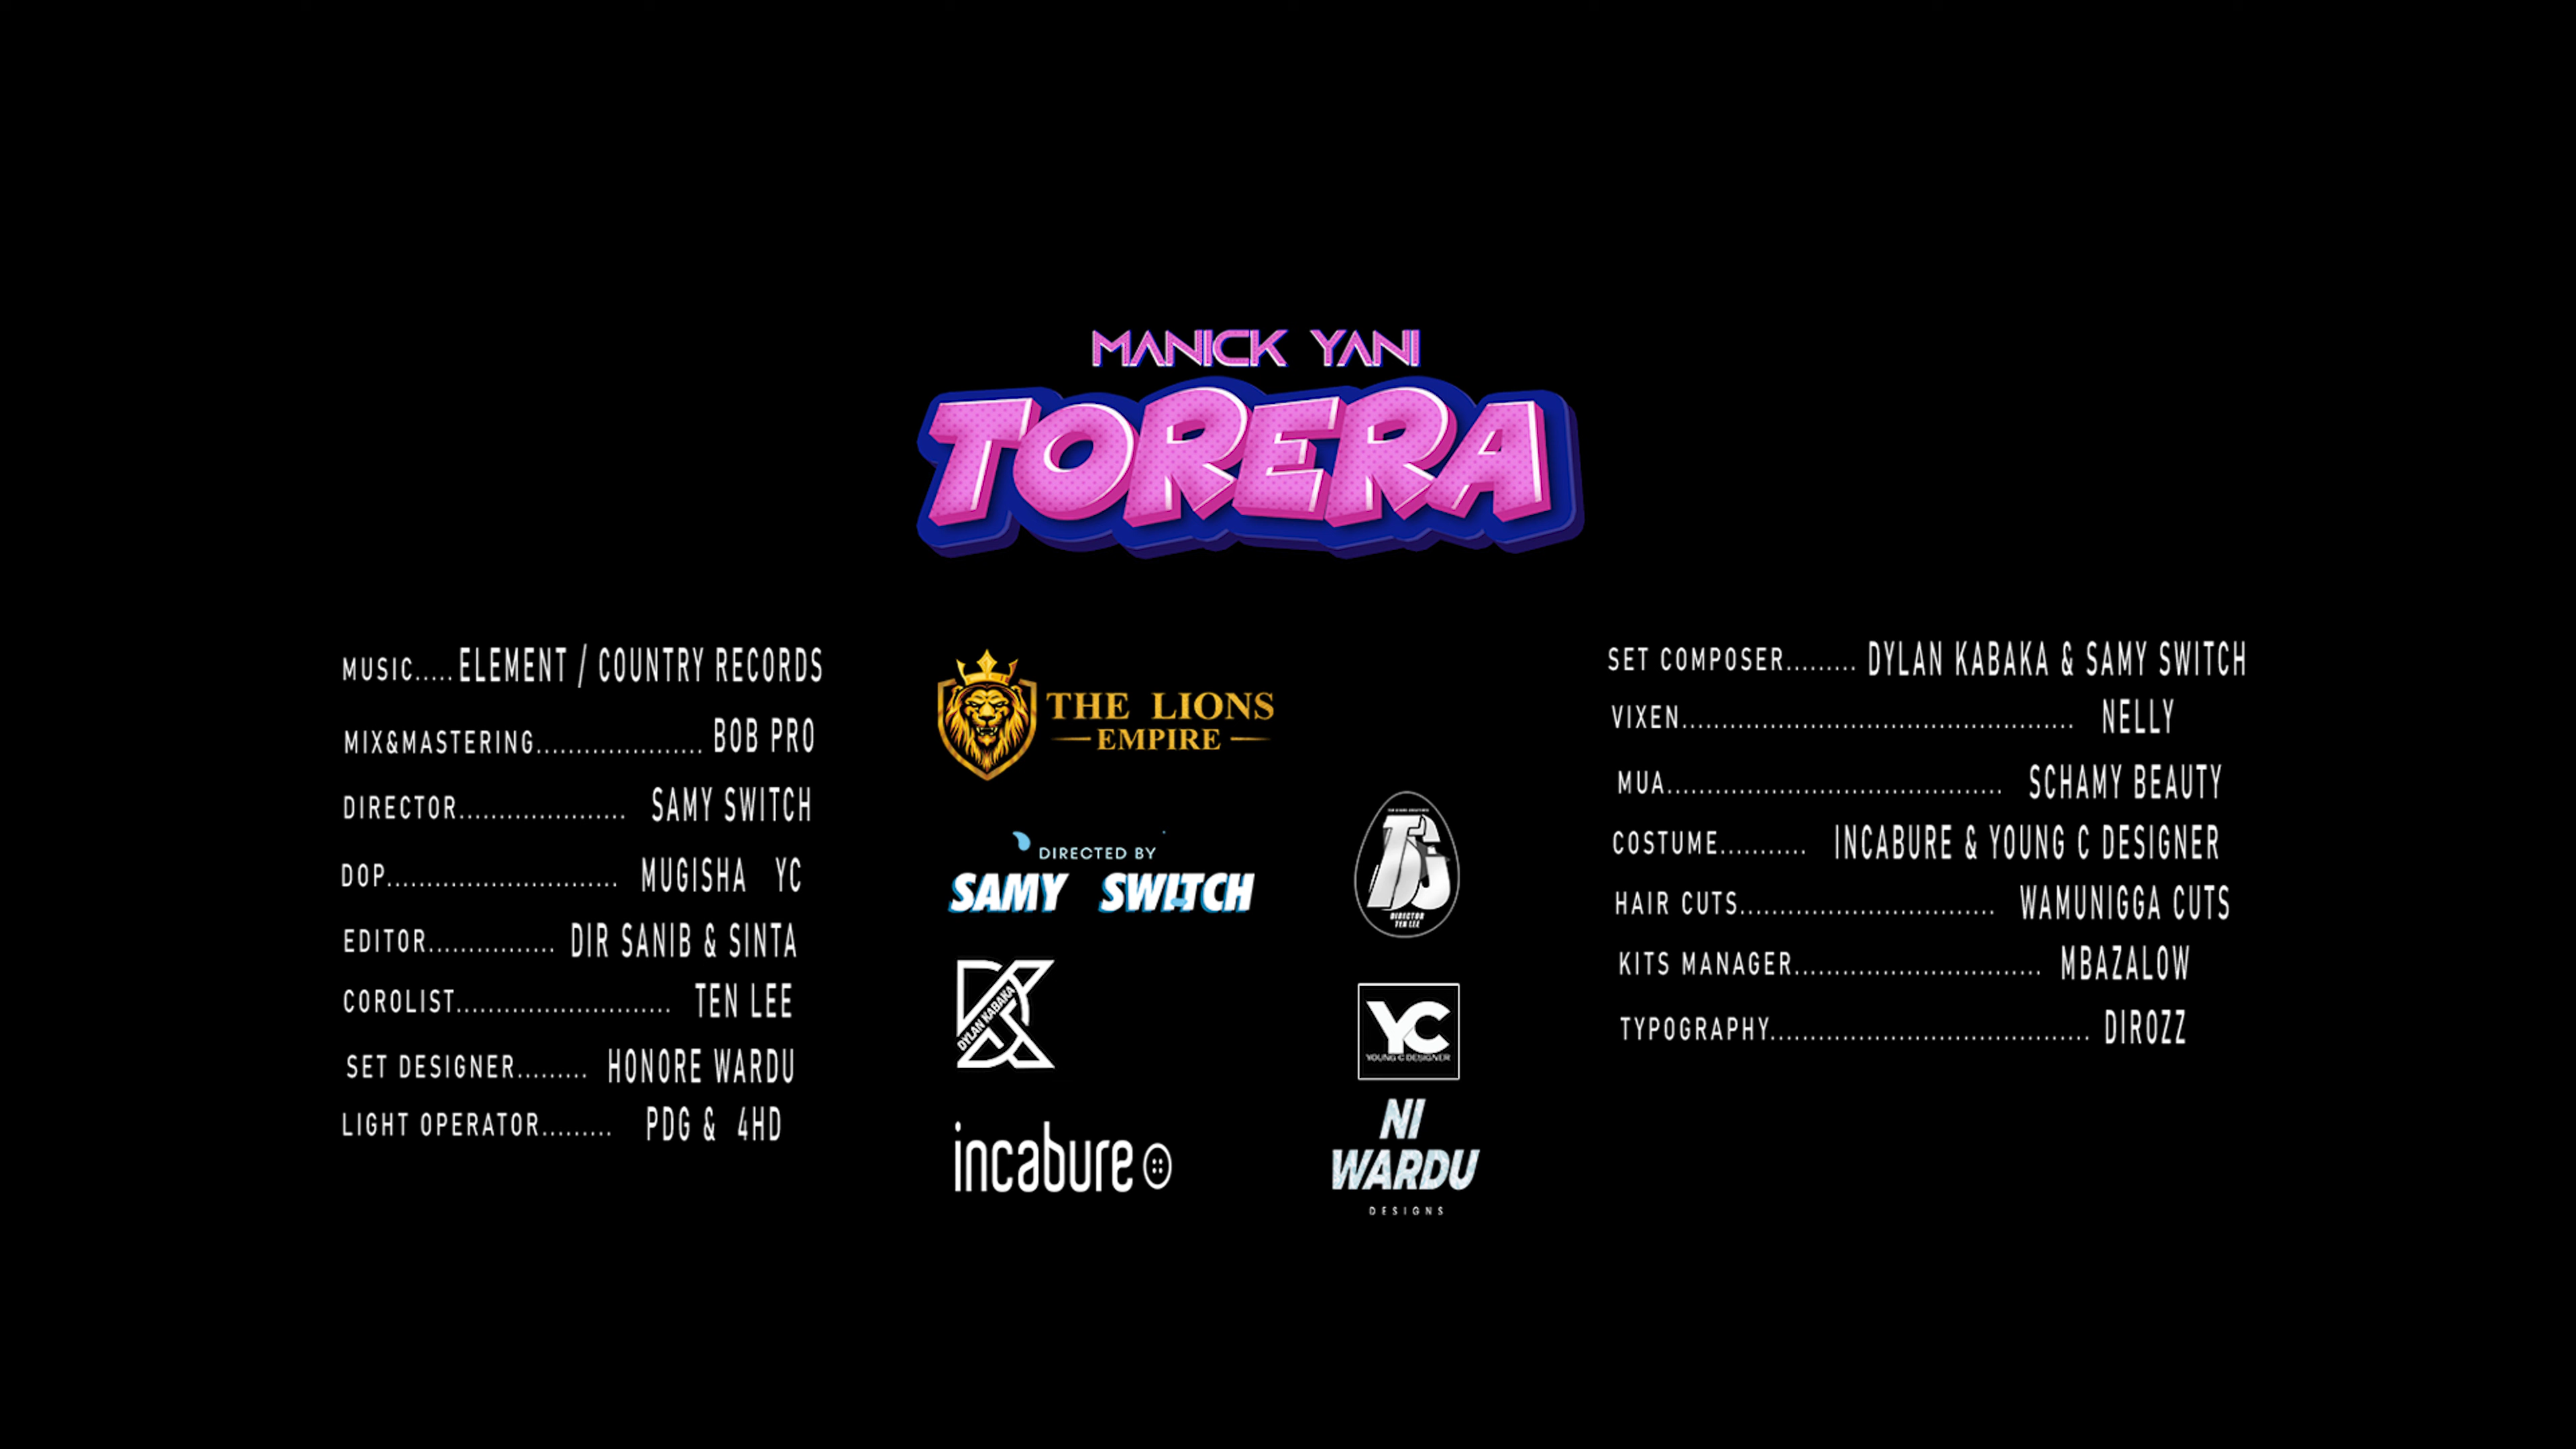 MANICK YANI
TORERA
MUSIC.....ELEMENT / COUNTRY RECORDS
MIX&MASTERING.....................BOB PRO
DIRECTOR..................... SAMY SWITCH
DOP............................. MUGISHA YC
EDITOR................ DIR SANIB & SINTA
COROLIST........................... TEN LEE
SET DESIGNER......... HONORE WARDU
LIGHT OPERATOR......... PDG & 4HD
THE LIONS
EMPIRE
DIRECTED BY
SAMY SWITCH
DIRECTOR
TEN LEE
DYLAN KABAKA
YC
YOUNG C DESIGNER
incabure
NI
WARDU
DESIGNS
SET COMPOSER......... DYLAN KABAKA & SAMY SWITCH
VIXEN................................................. NELLY
MUA.......................................... SCHAMY BEAUTY
COSTUME........... INCABURE & YOUNG C DESIGNER
HAIR CUTS................................ WAMUNIGGA CUTS
KITS MANAGER............................... MBAZALOW
TYPOGRAPHY........................................ DIROZZ